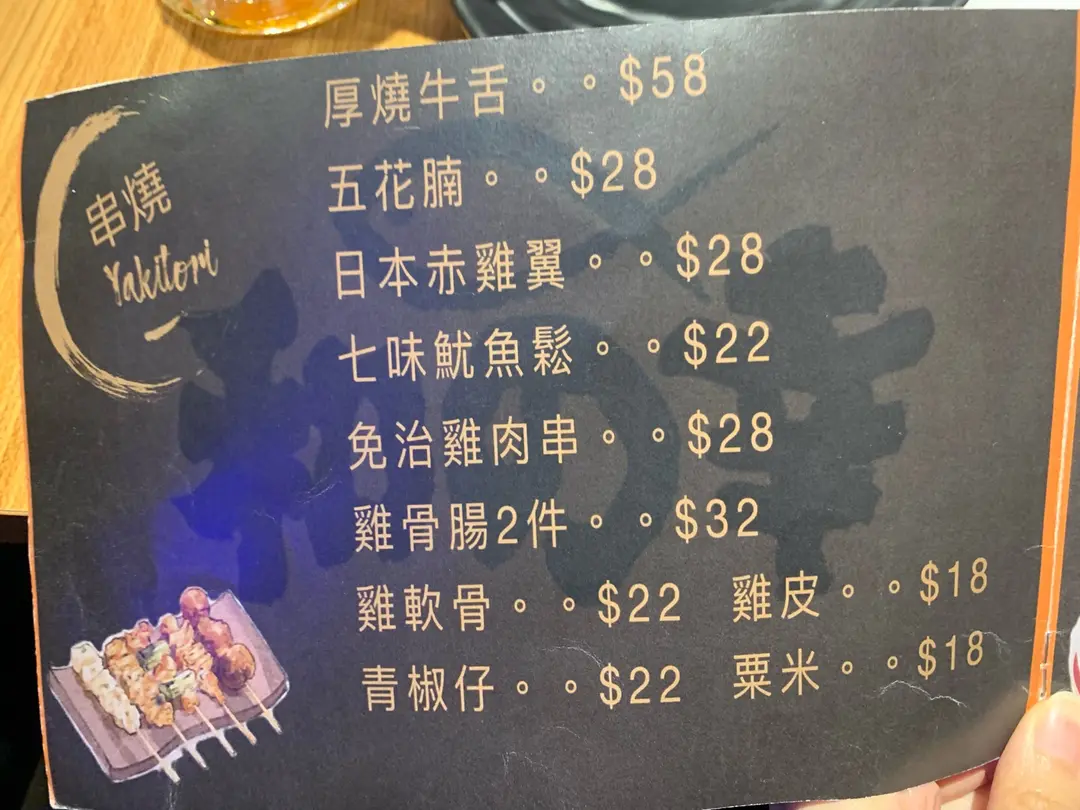 串燒
Yakitori
厚燒牛舌。。$58
五花腩。。$28
日本赤雞翼。。$28
七味魷魚鬆。。$22
免治雞肉串。。$28
雞骨腸2件。。$32
雞軟骨。。$22 雞皮。。$18
青椒仔。。$22 粟米。。$18